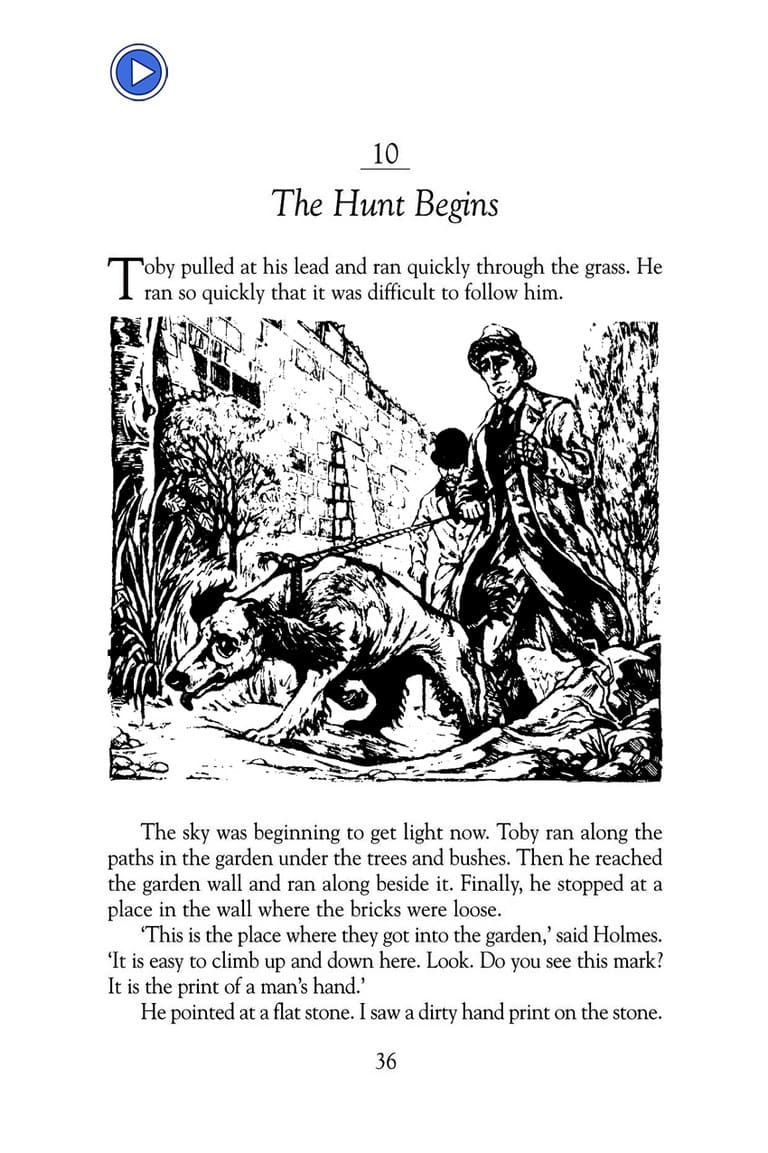 10
The Hunt Begins
Toby pulled at his lead and ran quickly through the grass. He
ran so quickly that it was difficult to follow him.
The sky was beginning to get light now. Toby ran along the
paths in the garden under the trees and bushes. Then he reached
the garden wall and ran along beside it. Finally, he stopped at a
place in the wall where the bricks were loose.
‘This is the place where they got into the garden,’ said Holmes.
‘It is easy to climb up and down here. Look. Do you see this mark?
It is the print of a man’s hand.’
He pointed at a flat stone. I saw a dirty hand print on the stone.
36